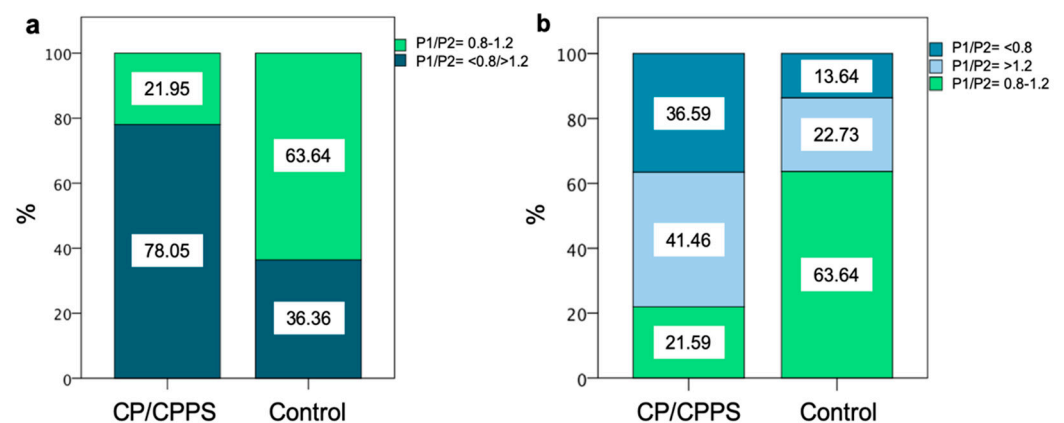 a
P1/P2= 0.8-1.2
P1/P2= <0.8/>1.2
100
80
60
40
20
0
%
21.95
63.64
78.05
36.36
CP/CPPS Control
b
P1/P2= <0.8
P1/P2= >1.2
P1/P2= 0.8-1.2
100
80
60
40
20
0
%
36.59
13.64
22.73
41.46
63.64
21.59
CP/CPPS Control